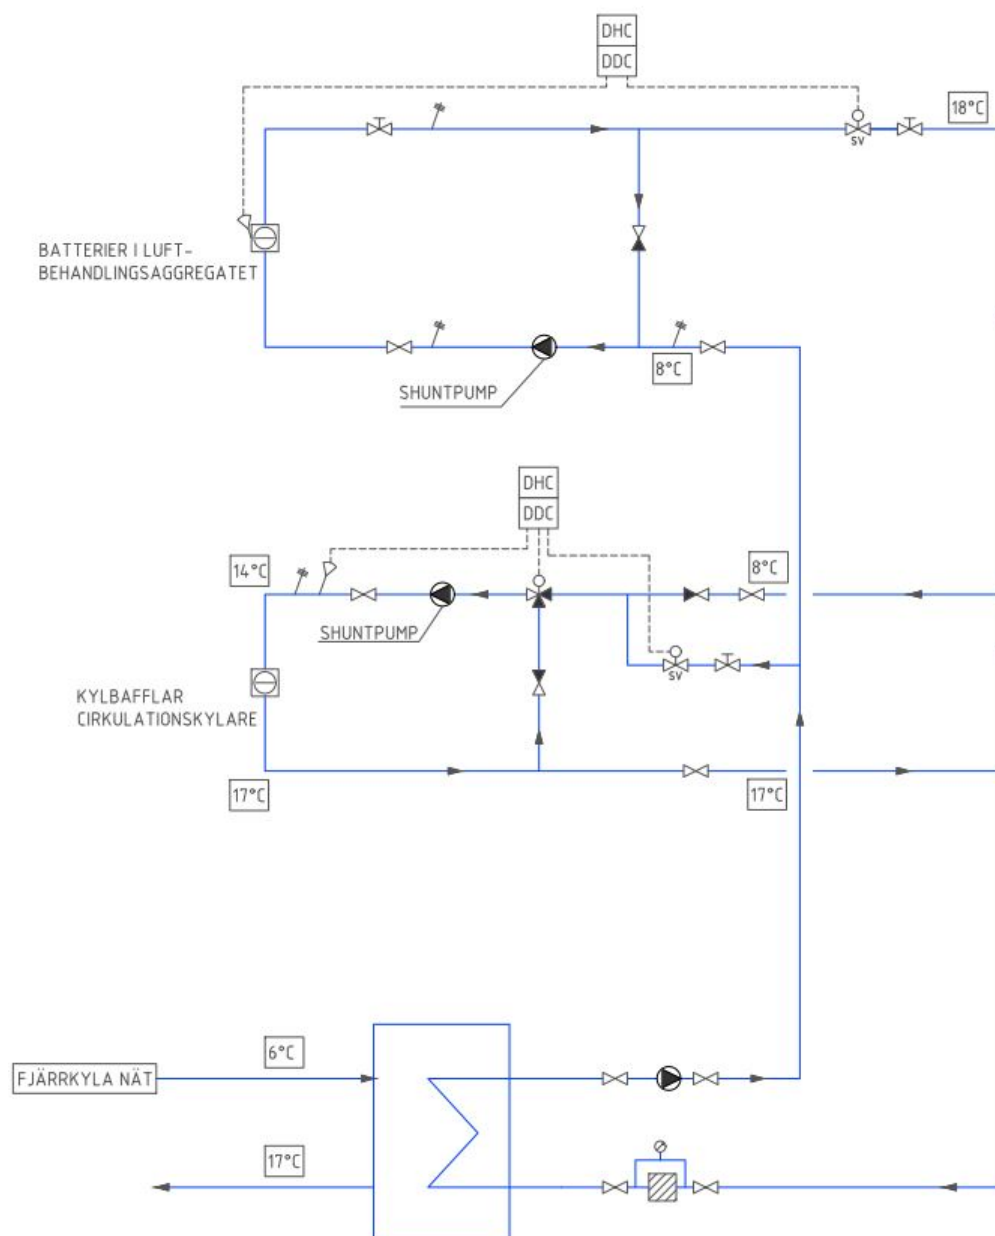 DHC
DDC
18°C
SV
BATTERIER I LUFT-
BEHANDLINGSAGGREGATET
8°C
SHUNTPUMP
DHC
DDC
14°C
8°C
SHUNTPUMP
SV
KYLBAFFLAR
CIRKULATIONSKYLARE
17°C
17°C
6°C
FJÄRRKYLA NÄT
17°C